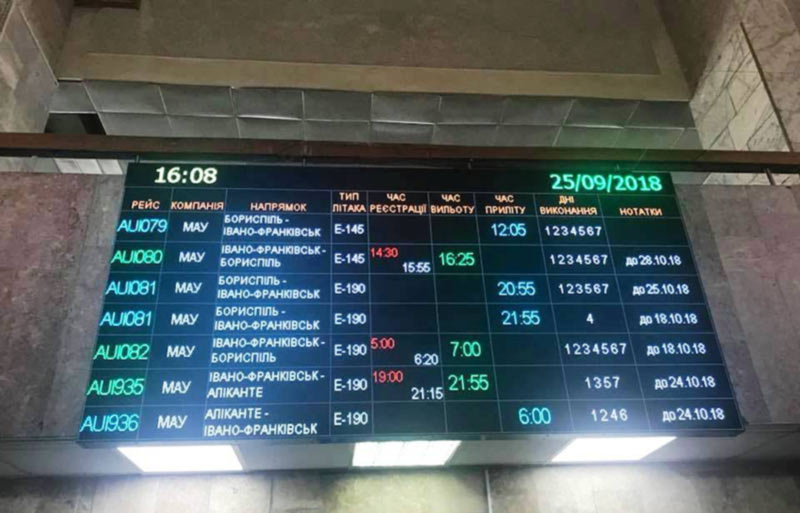 16:08 25/09/2018
РЕЙС КОМПАНІЯ НАПРЯМОК ТИП ЛІТАКА ЧАС РЕЄСТРАЦІЇ ЧАС ВИЛЬОТУ ЧАС ПРИЛІТУ ДНІ ВИКОНАННЯ НОТАТКИ
AUI079 МАУ БОРИСПІЛЬ - ІВАНО-ФРАНКІВСЬК E-145 12:05 1234567
AUI080 МАУ ІВАНО-ФРАНКІВСЬК - БОРИСПІЛЬ E-145 14:30 15:55 16:25 1234567 до 28.10.18
AUI081 МАУ БОРИСПІЛЬ - ІВАНО-ФРАНКІВСЬК E-190 20:55 123567 до 25.10.18
AUI081 МАУ БОРИСПІЛЬ - ІВАНО-ФРАНКІВСЬК E-190 21:55 4 до 18.10.18
AUI082 МАУ ІВАНО-ФРАНКІВСЬК - БОРИСПІЛЬ E-190 5:00 6:20 7:00 1234567 до 18.10.18
AUI935 МАУ ІВАНО-ФРАНКІВСЬК - АЛІКАНТЕ E-190 19:00 21:15 21:55 1357 до 24.10.18
AUI936 МАУ АЛІКАНТЕ - ІВАНО-ФРАНКІВСЬК E-190 6:00 1246 до 24.10.18